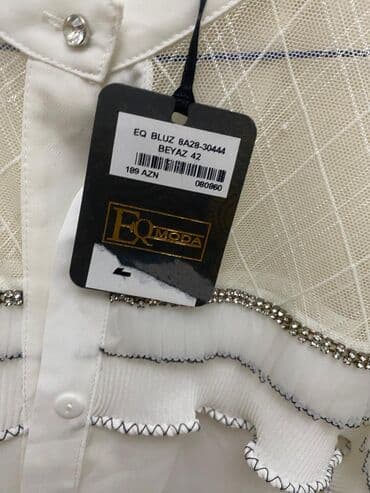 EQ BLUZ 8A28-30444
BEYAZ 42
189 AZN 080860
EQ MODA